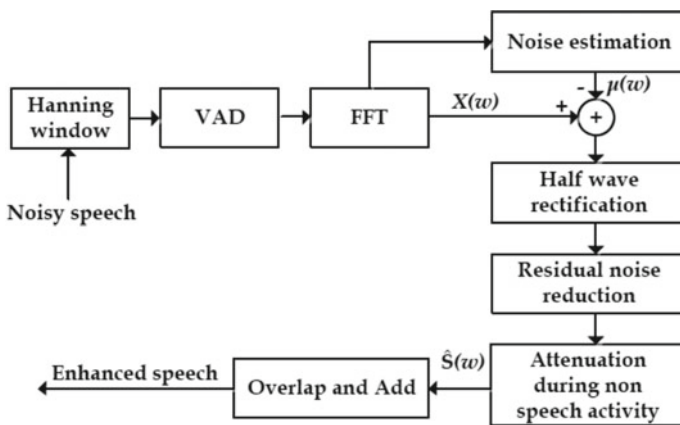 Noise estimation
- μ(w)
Hanning
window
VAD
FFT
X(w)
+
+
Noisy speech
Half wave
rectification
Residual noise
reduction
Attenuation
during non
speech activity
Ŝ(w)
Overlap and Add
Enhanced speech